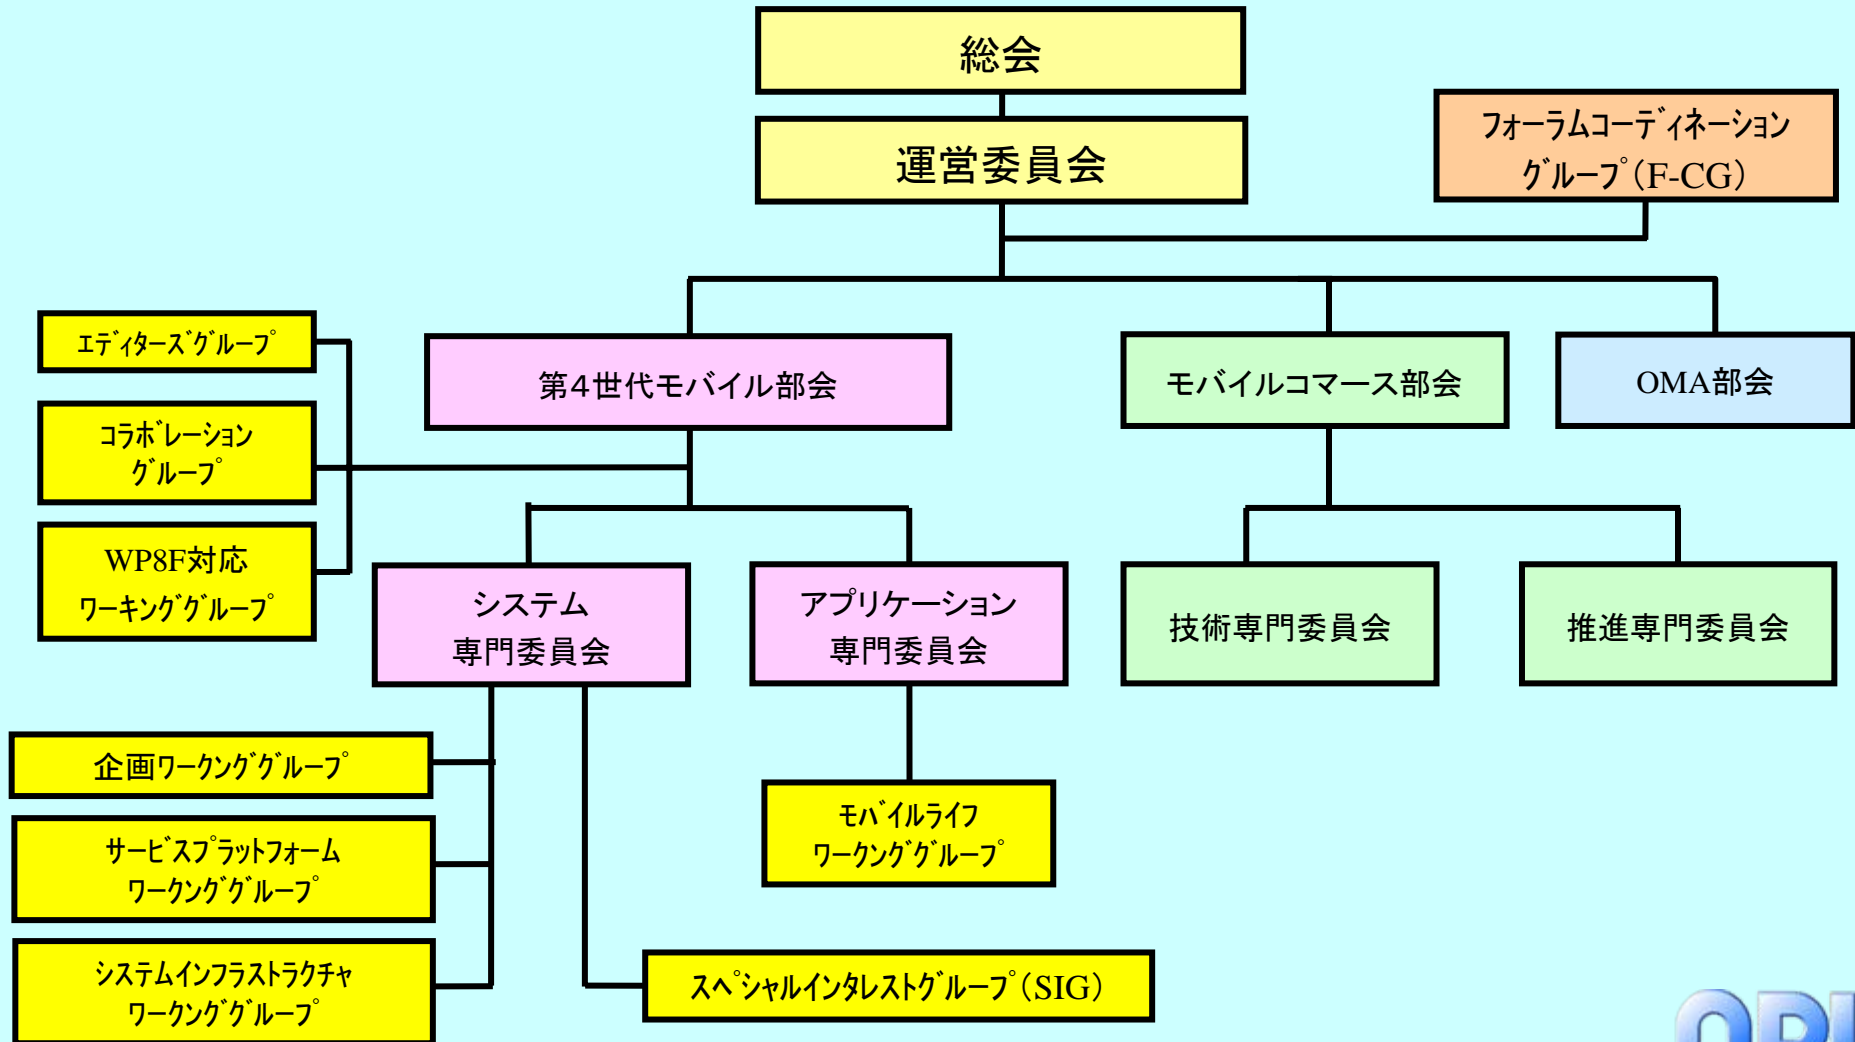 総会
運営委員会
フォーラムコーディネーション
グループ(F-CG)
エディターズグループ
コラボレーション
グループ
WP8F対応
ワーキンググループ
第4世代モバイル部会
モバイルコマース部会
OMA部会
システム
専門委員会
アプリケーション
専門委員会
技術専門委員会
推進専門委員会
企画ワークンググループ
サービスプラットフォーム
ワークンググループ
システムインフラストラクチャ
ワークンググループ
モバイルライフ
ワークンググループ
スペシャルインタレストグループ(SIG)